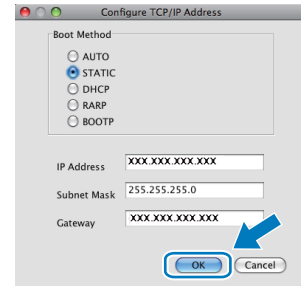 Configure TCP/IP Address
Boot Method
AUTO
STATIC
DHCP
RARP
BOOTP
IP Address XXX.XXX.XXX.XXX
Subnet Mask 255.255.255.0
Gateway XXX.XXX.XXX.XXX
OK Cancel